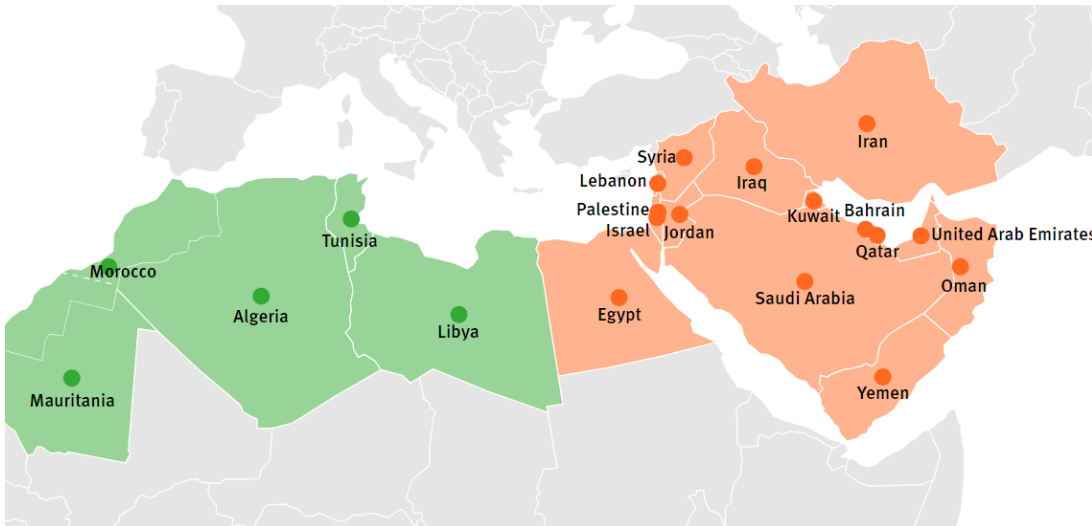 Iran
Syria
Iraq
Lebanon
Palestine
Israel
Jordan
Kuwait
Bahrain
Qatar
United Arab Emirates
Tunisia
Morocco
Saudi Arabia
Oman
Algeria
Libya
Egypt
Mauritania
Yemen